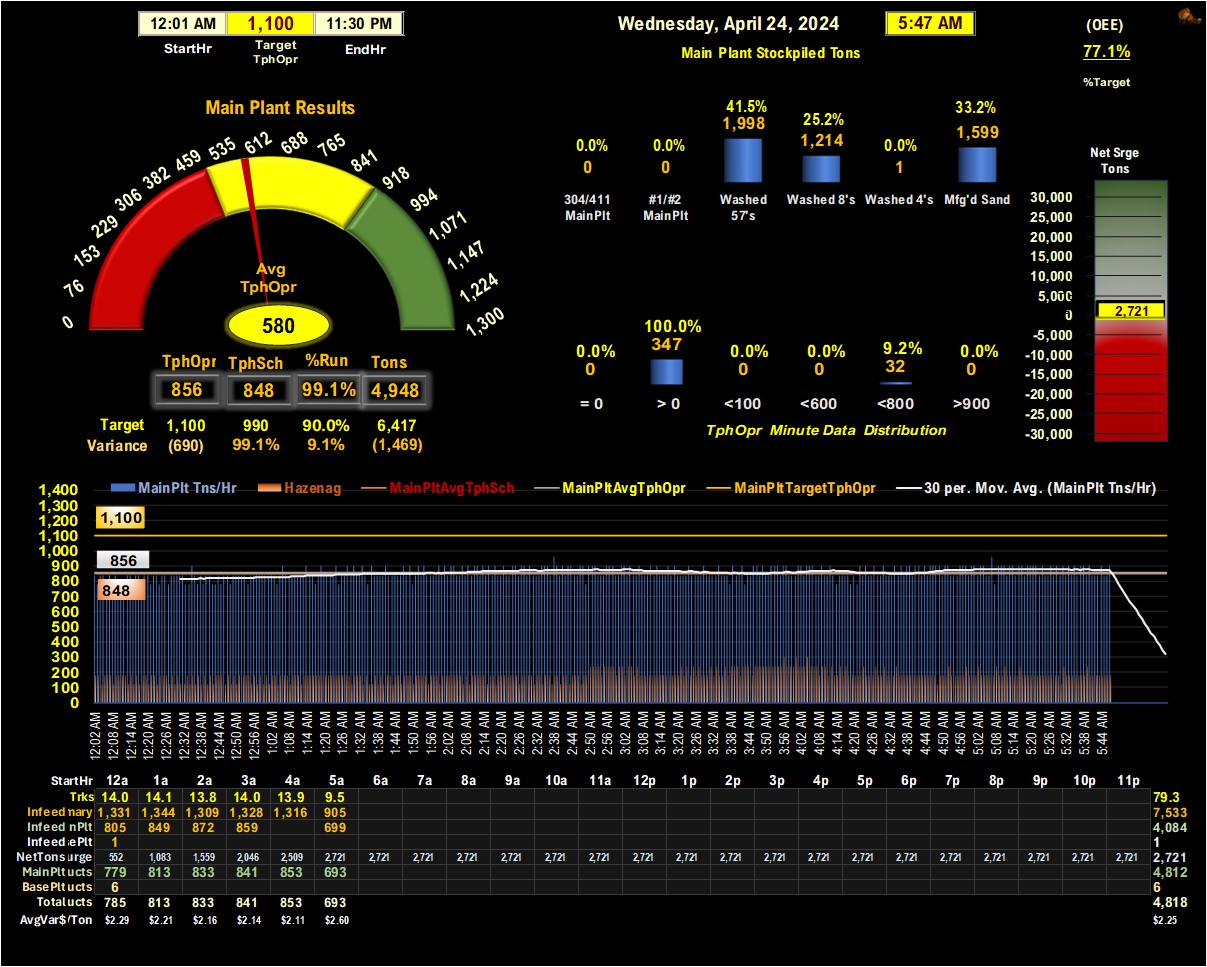 12:01 AM 1,100 11:30 PM
StartHr Target TphOpr EndHr
Wednesday, April 24, 2024 5:47 AM
Main Plant Stockpiled Tons
(OEE)
77.1%
%Target
Main Plant Results
0 76 153 229 306 382 459 535 612 688 765 841 918 994 1,071 1,147 1,224 1,300
Avg
TphOpr
580
TphOpr TphSch %Run Tons
856 848 99.1% 4,948
Target 1,100 990 90.0% 6,417
Variance (690) 99.1% 9.1% (1,469)
0.0% 0.0% 41.5% 25.2% 0.0% 33.2%
0 0 1,998 1,214 1 1,599
304/411 MainPlt #1/#2 MainPlt Washed 57's Washed 8's Washed 4's Mfg'd Sand
0.0% 100.0% 0.0% 0.0% 9.2% 0.0%
0 347 0 0 32 0
= 0 > 0 <100 <600 <800 >900
TphOpr Minute Data Distribution
Net Srge
Tons
30,000
25,000
20,000
15,000
10,000
5,000
0
-5,000
-10,000
-15,000
-20,000
-25,000
-30,000
2,721
MainPlt Tns/Hr Hazenag MainPltAvgTphSch MainPltAvgTphOpr MainPltTargetTphOpr 30 per. Mov. Avg. (MainPlt Tns/Hr)
1,400
1,300
1,200
1,100
1,000
900
800
700
600
500
400
300
200
100
0
1,100
856
848
12:02 AM 12:08 AM 12:14 AM 12:20 AM 12:26 AM 12:32 AM 12:38 AM 12:44 AM 12:50 AM 12:56 AM 1:02 AM 1:08 AM 1:14 AM 1:20 AM 1:26 AM 1:32 AM 1:38 AM 1:44 AM 1:50 AM 1:56 AM 2:02 AM 2:08 AM 2:14 AM 2:20 AM 2:26 AM 2:32 AM 2:38 AM 2:44 AM 2:50 AM 2:56 AM 3:02 AM 3:08 AM 3:14 AM 3:20 AM 3:26 AM 3:32 AM 3:38 AM 3:44 AM 3:50 AM 3:56 AM 4:02 AM 4:08 AM 4:14 AM 4:20 AM 4:26 AM 4:32 AM 4:38 AM 4:44 AM 4:50 AM 4:56 AM 5:02 AM 5:08 AM 5:14 AM 5:20 AM 5:26 AM 5:32 AM 5:38 AM 5:44 AM
StartHr 12a 1a 2a 3a 4a 5a 6a 7a 8a 9a 10a 11a 12p 1p 2p 3p 4p 5p 6p 7p 8p 9p 10p 11p
Trks 14.0 14.1 13.8 14.0 13.9 9.5 79.3
Infeed mary 1,331 1,344 1,309 1,328 1,316 905 7,533
Infeed nPlt 805 849 872 859 699 4,084
Infeed ePlt 1 1
NetTons urge 552 1,083 1,559 2,046 2,509 2,721 2,721 2,721 2,721 2,721 2,721 2,721 2,721 2,721 2,721 2,721 2,721 2,721 2,721 2,721 2,721 2,721 2,721 2,721 2,721
MainPlt ucts 779 813 833 841 853 693 4,812
BasePlt ucts 6 6
Total ucts 785 813 833 841 853 693 4,818
AvgVar$/Ton $2.29 $2.21 $2.16 $2.14 $2.11 $2.60 $2.25